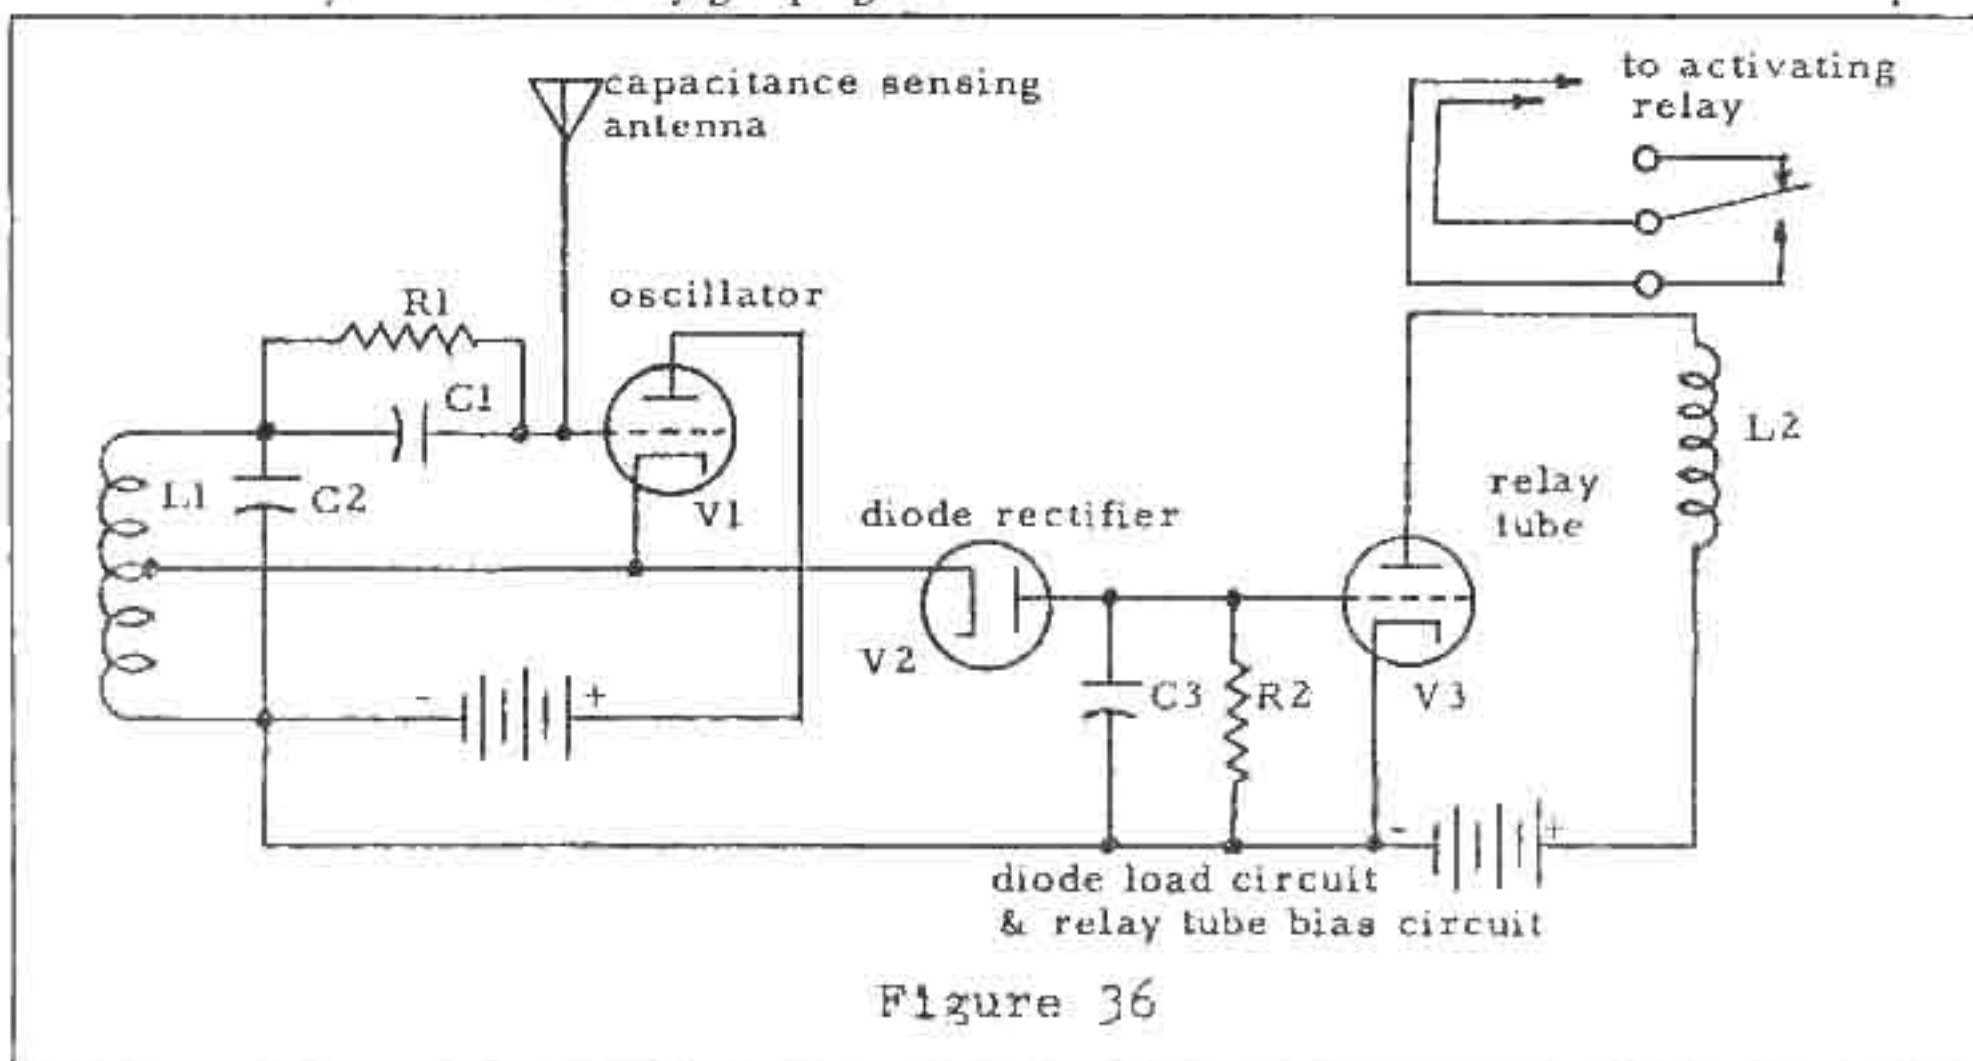 capacitance sensing
antenna
to activating
relay
R1
oscillator
C1
L1
C2
V1
L2
relay
tube
diode rectifier
V2
- +
C3
R2
V3
- +
diode load circuit
& relay tube bias circuit
Figure 36